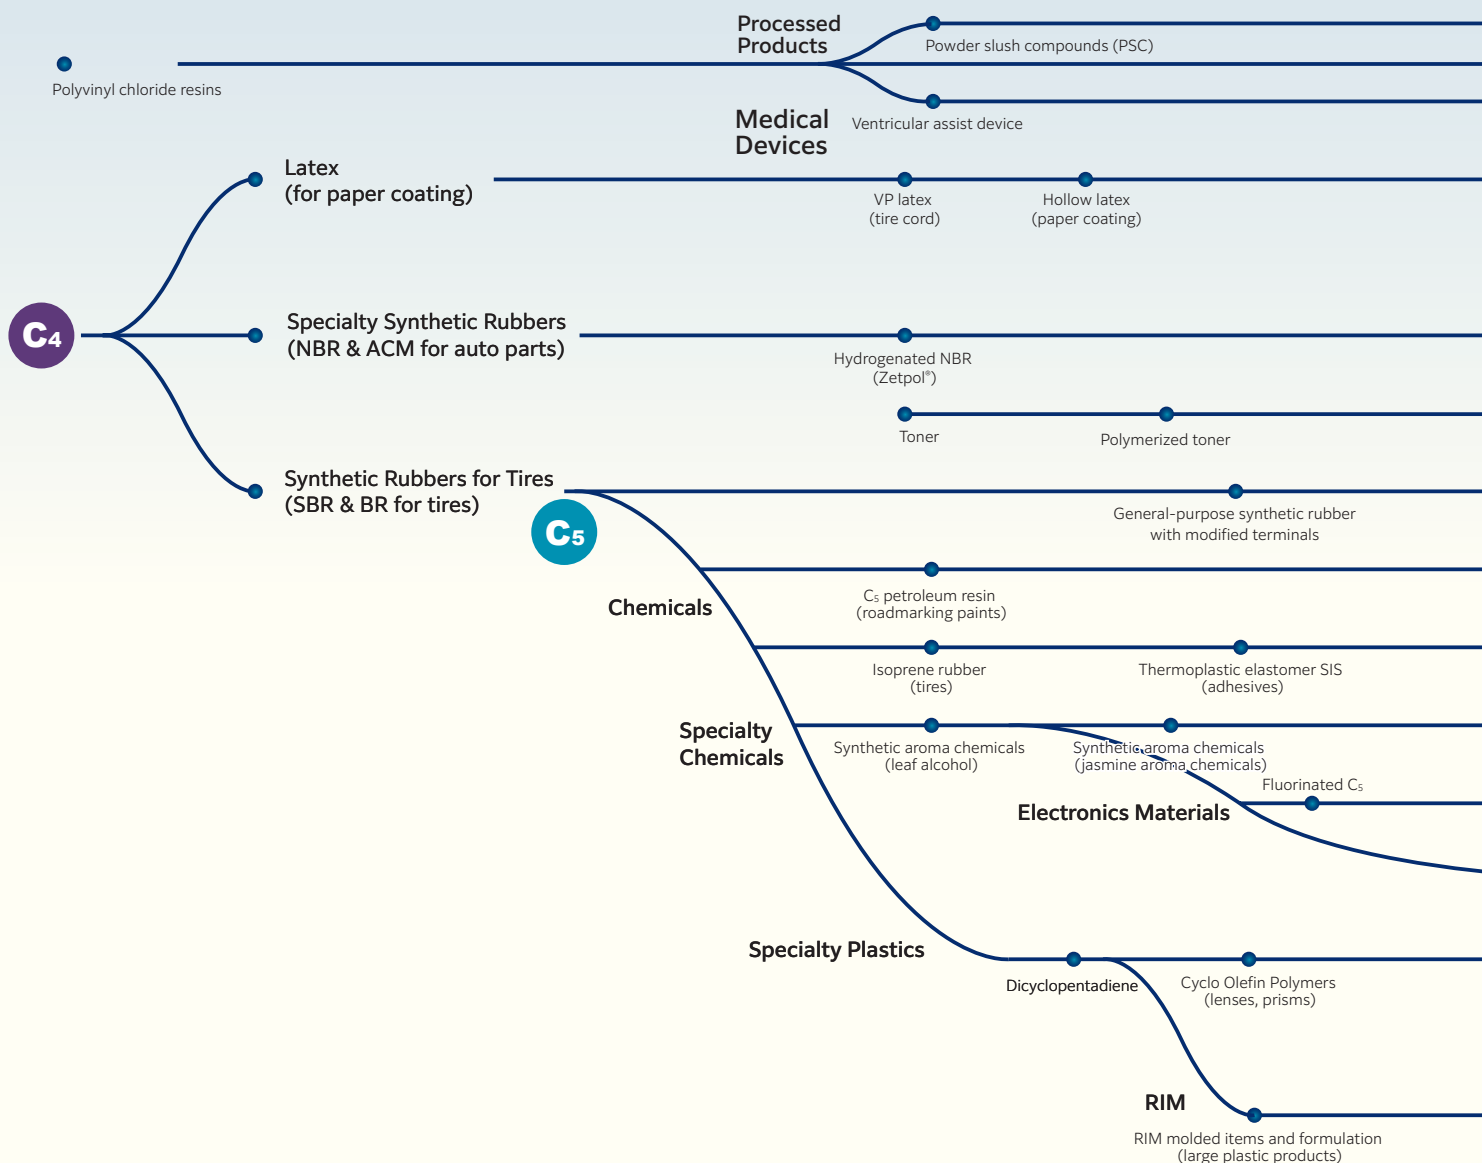 Processed
Products
Powder slush compounds (PSC)
Polyvinyl chloride resins
Medical
Devices
Ventricular assist device
Latex
(for paper coating)
VP latex
(tire cord)
Hollow latex
(paper coating)
C4
Specialty Synthetic Rubbers
(NBR & ACM for auto parts)
Hydrogenated NBR
(Zetpol®)
Toner
Polymerized toner
Synthetic Rubbers for Tires
(SBR & BR for tires)
C5
General-purpose synthetic rubber
with modified terminals
Chemicals
C5 petroleum resin
(roadmarking paints)
Isoprene rubber
(tires)
Thermoplastic elastomer SIS
(adhesives)
Specialty
Chemicals
Synthetic aroma chemicals
(leaf alcohol)
Synthetic aroma chemicals
(jasmine aroma chemicals)
Fluorinated C5
Electronics Materials
Specialty Plastics
Dicyclopentadiene
Cyclo Olefin Polymers
(lenses, prisms)
RIM
RIM molded items and formulation
(large plastic products)